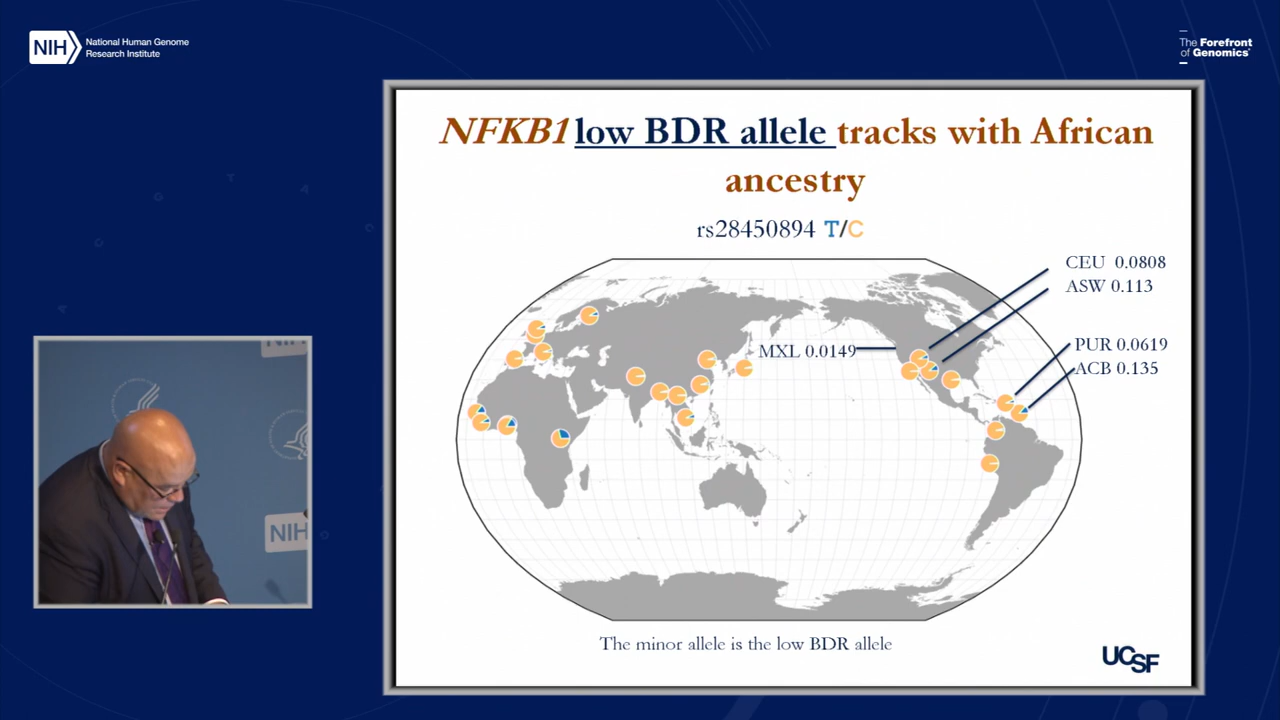 NIH
National Human Genome
Research Institute
The Forefront
of Genomics
NFKB1 low BDR allele tracks with African
ancestry
rs28450894 T/C
CEU 0.0808
ASW 0.113
MXL 0.0149
PUR 0.0619
ACB 0.135
The minor allele is the low BDR allele
UCSF
NIH
NIH